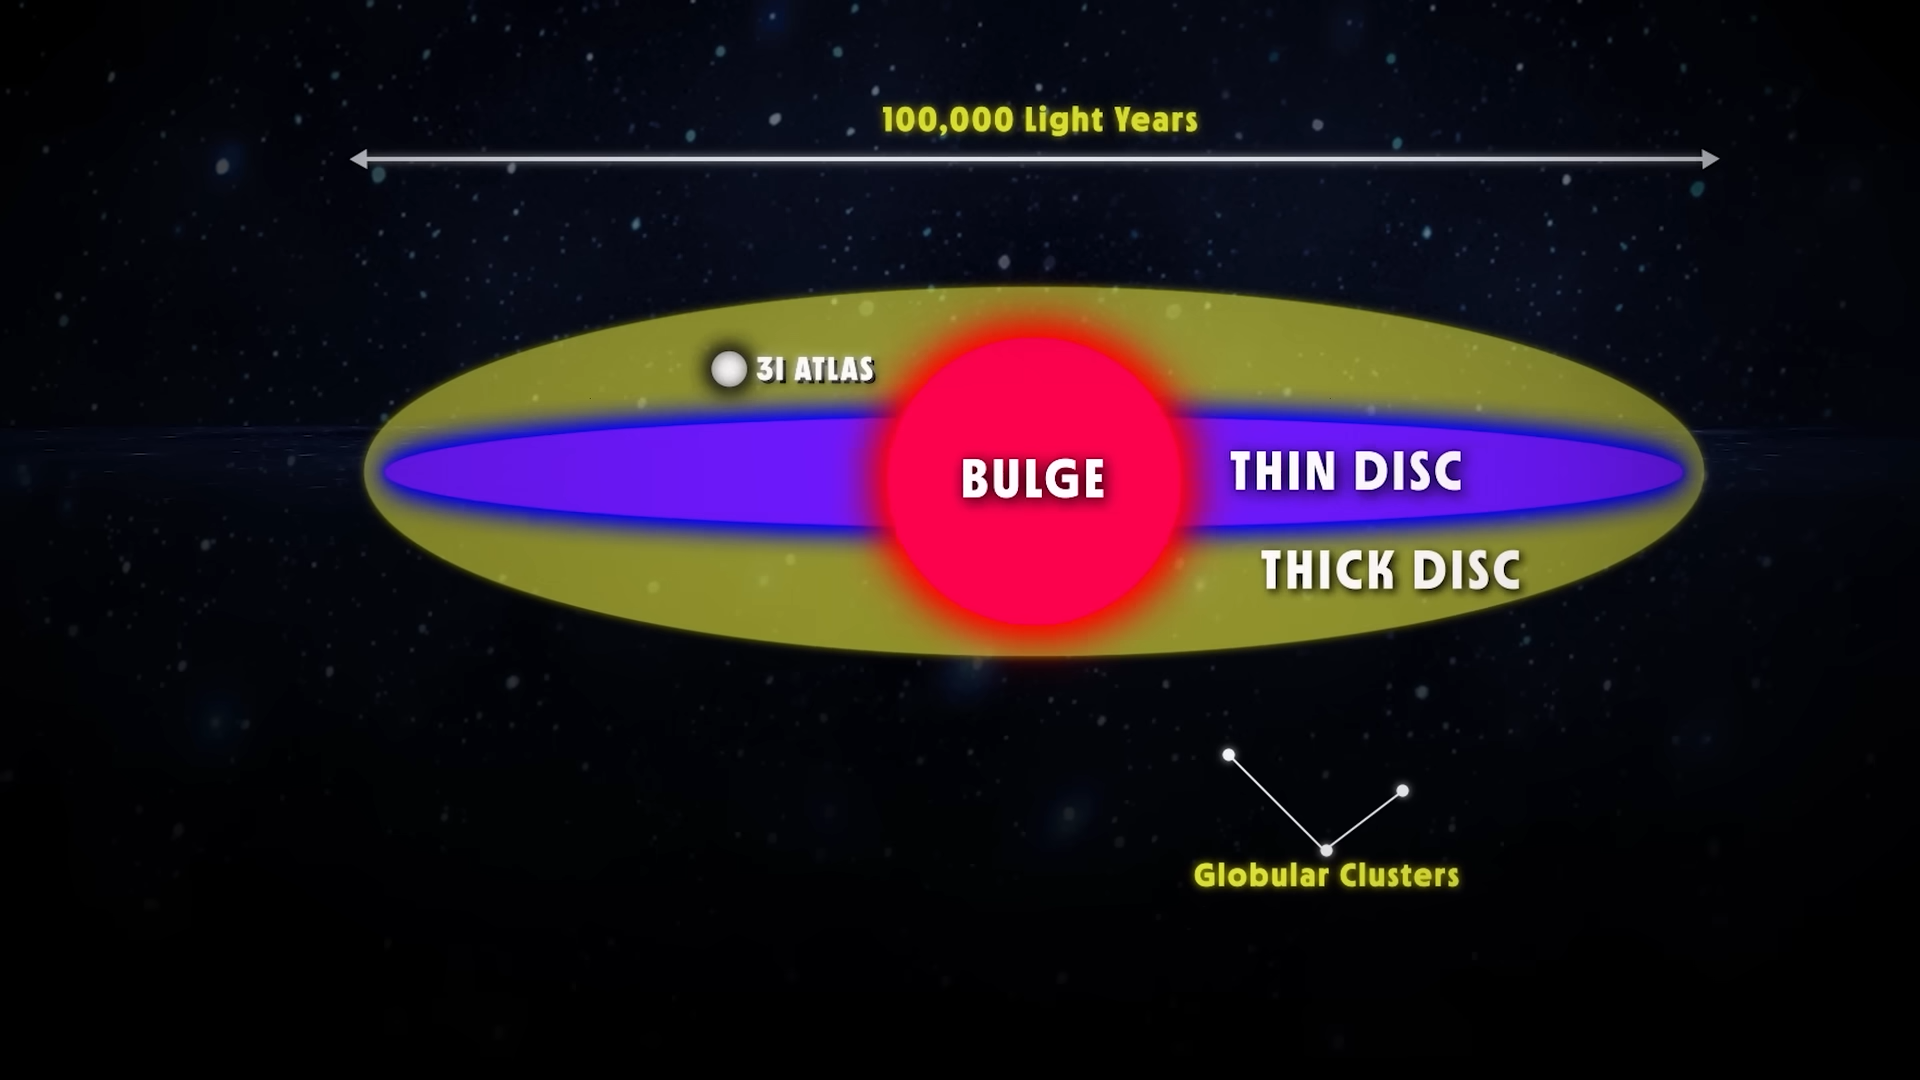 100,000 Light Years
3I ATLAS
BULGE
THIN DISC
THICK DISC
Globular Clusters